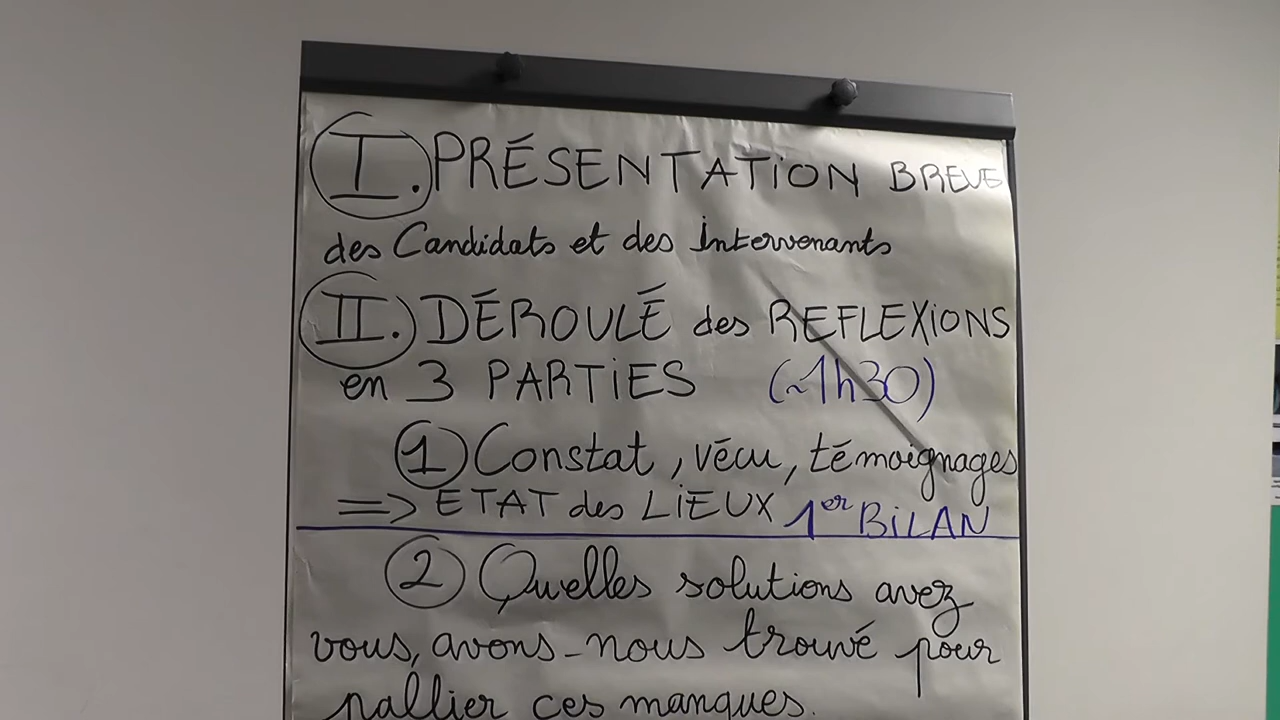 I. PRÉSENTATION BREVE
des Candidats et des Intervenants
II. DÉROULÉ des REFLEXIONS
en 3 PARTIES (~1h30)
1 Constat, vécu, témoignages
=> ETAT des LIEUX 1er BILAN
2 Quelles solutions avez
vous, avons-nous trouvé pour
pallier ces manques.